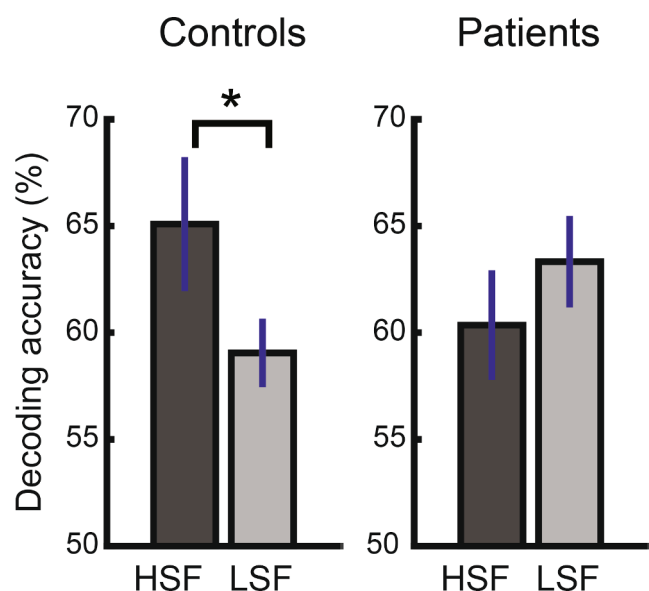 Controls
Patients
*
Decoding accuracy (%)
70
65
60
55
50
HSF LSF
70
65
60
55
50
HSF LSF